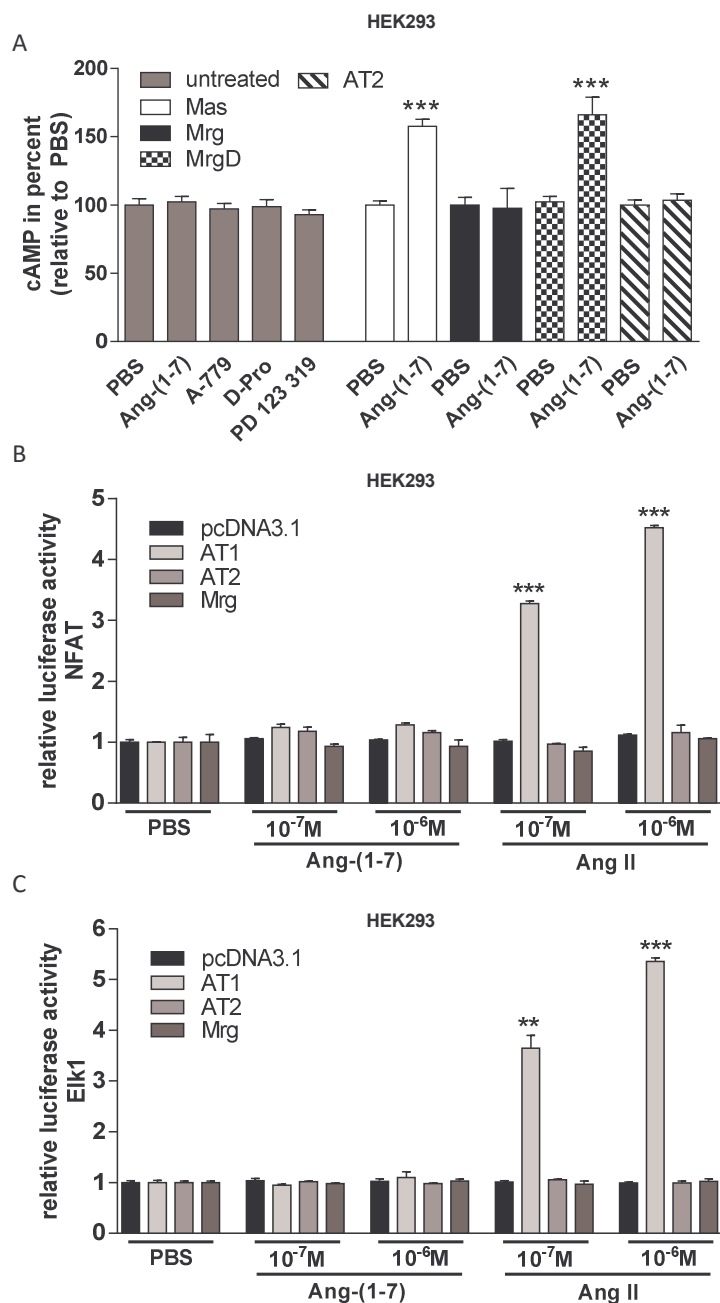 A
HEK293
cAMP in percent
(relative to PBS)
200
150
100
50
0
untreated
AT2
Mas
Mrg
MrgD
***
***
PBS
Ang-(1-7)
A-779
D-Pro
PD 123 319
PBS
Ang-(1-7)
PBS
Ang-(1-7)
PBS
Ang-(1-7)
PBS
Ang-(1-7)
B
HEK293
relative luciferase activity
NFAT
5
4
3
2
1
0
pcDNA3.1
AT1
AT2
Mrg
***
***
PBS
10⁻⁷M
10⁻⁶M
10⁻⁷M
10⁻⁶M
Ang-(1-7)
Ang II
C
HEK293
relative luciferase activity
Elk1
6
5
4
3
2
1
0
pcDNA3.1
AT1
AT2
Mrg
**
***
PBS
10⁻⁷M
10⁻⁶M
10⁻⁷M
10⁻⁶M
Ang-(1-7)
Ang II